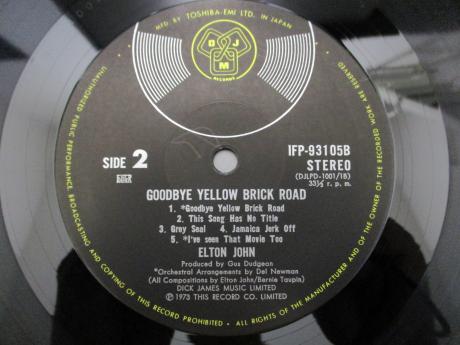 MFD. BY TOSHIBA-EMI LTD. IN JAPAN
DJM
RECORDS
SIDE 2
IFP-93105B
STEREO
(DJLPD-1001/1B)
33⅓ r. p. m.
GOODBYE YELLOW BRICK ROAD
1. *Goodbye Yellow Brick Road
2. This Song Has No Title
3. Grey Seal 4. Jamaica Jerk Off
5. *I've seen That Movie Too
ELTON JOHN
Produced by Gus Dudgeon
*Orchestral Arrangements by Del Newman
(All Compositions by Elton John/Bernie Taupin)
DICK JAMES MUSIC LIMITED
Ⓟ 1973 THIS RECORD CO. LIMITED
UNAUTHORIZED PUBLIC PERFORMANCE, BROADCASTING AND COPYING OF THIS RECORD PROHIBITED • ALL RIGHTS OF THE MANUFACTURER AND OF THE OWNER OF THE RECORDED WORK ARE RESERVED